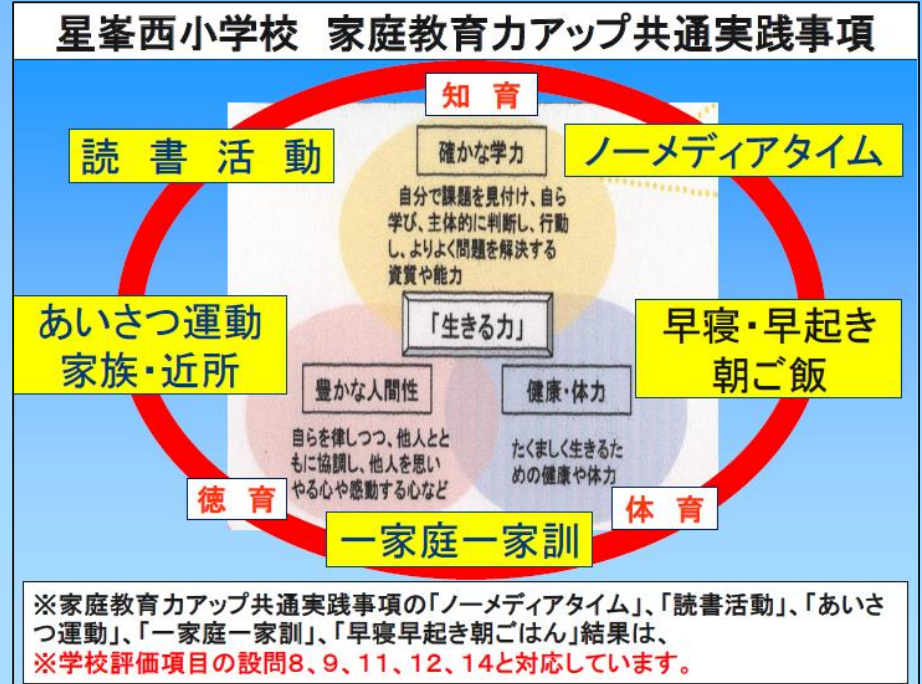 星峯西小学校 家庭教育力アップ共通実践事項
知 育
読 書 活 動
ノーメディアタイム
確かな学力
自分で課題を見付け、自ら
学び、主体的に判断し、行動
し、よりよく問題を解決する
資質や能力
あいさつ運動
家族・近所
「生きる力」
早寝・早起き
朝ご飯
豊かな人間性
自らを律しつつ、他人とと
もに協調し、他人を思い
やる心や感動する心など
健康・体力
たくましく生きるた
めの健康や体力
徳 育
体 育
一家庭一家訓
※家庭教育力アップ共通実践事項の「ノーメディアタイム」、「読書活動」、「あいさ
つ運動」、「一家庭一家訓」、「早寝早起き朝ごはん」結果は、
※学校評価項目の設問8、9、11、12、14と対応しています。